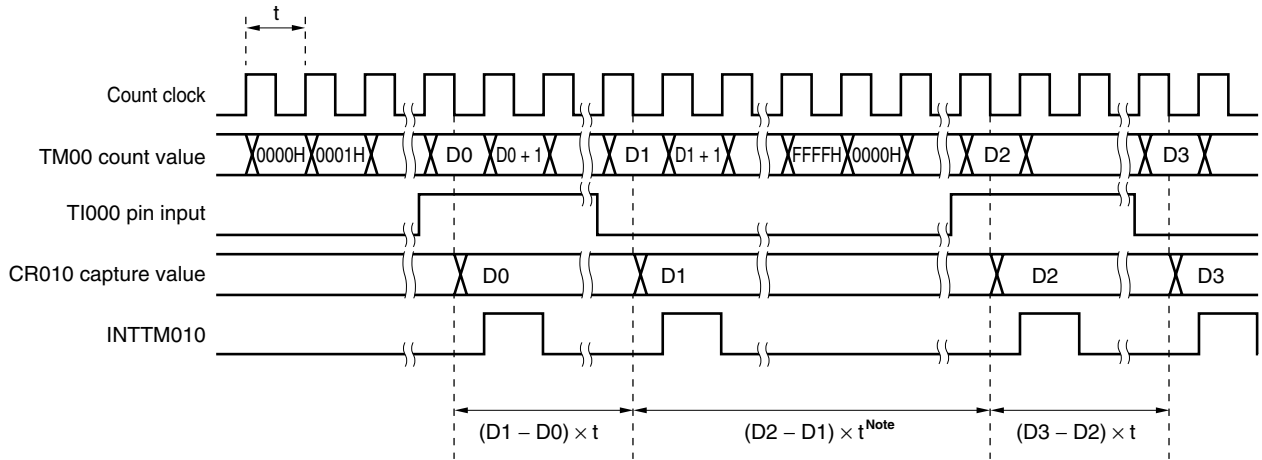 t
Count clock
TM00 count value 0000H 0001H D0 D0 + 1 D1 D1 + 1 FFFFH 0000H D2 D3
TI000 pin input
CR010 capture value D0 D1 D2 D3
INTTM010
(D1 – D0) × t (D2 – D1) × t Note (D3 – D2) × t